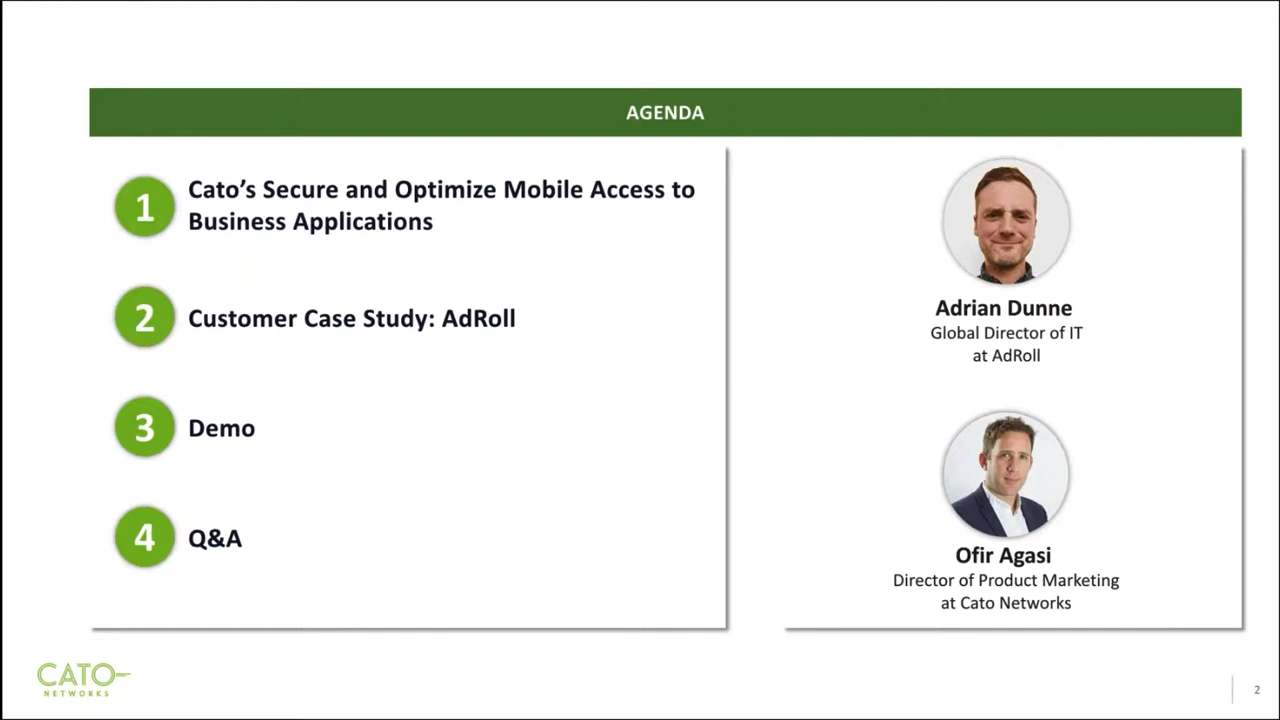 AGENDA
1
Cato’s Secure and Optimize Mobile Access to
Business Applications
2
Customer Case Study: AdRoll
3
Demo
4
Q&A
Adrian Dunne
Global Director of IT
at AdRoll
Ofir Agasi
Director of Product Marketing
at Cato Networks
CATO
NETWORKS
2